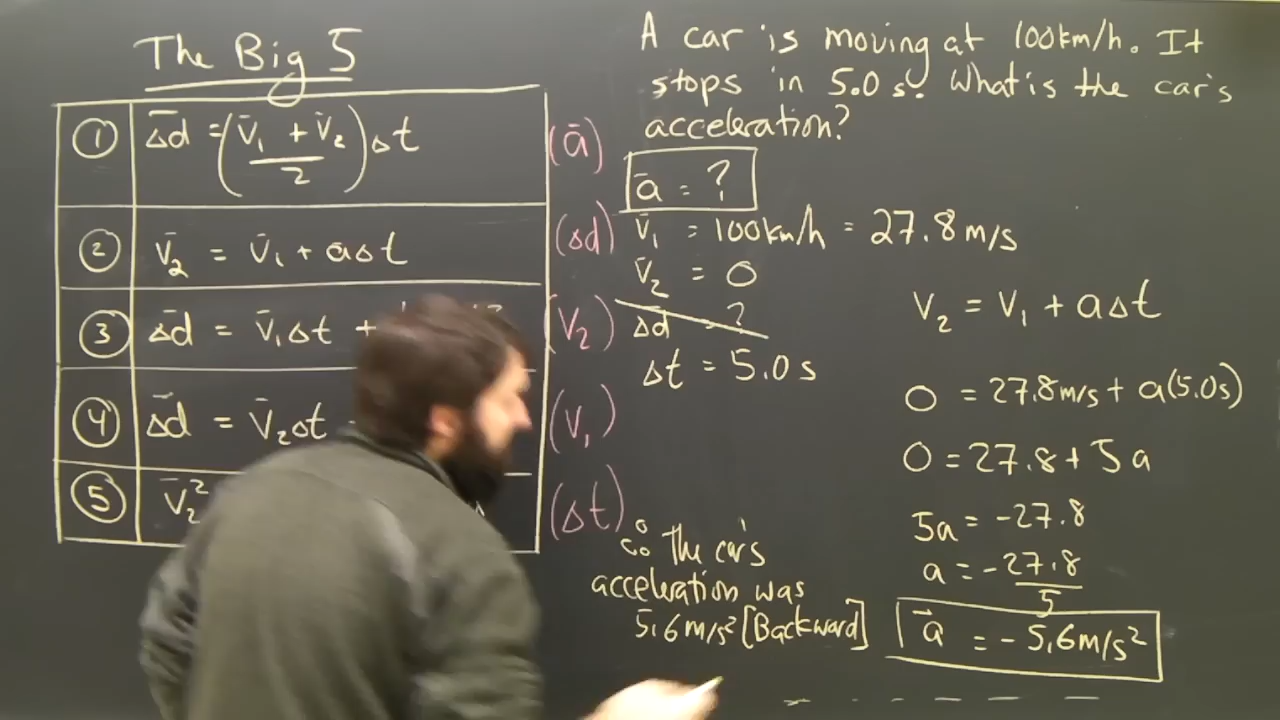 The Big 5
① Δd = (V₁ + V₂ / 2) Δt (a)
② V₂ = V₁ + aΔt (Δd)
③ Δd = V₁Δt + (V₂)
④ Δd = V₂Δt (V₁)
⑤ V₂² (Δt)
A car is moving at 100km/h. It
stops in 5.0 s. What is the car's
acceleration?
a = ?
V₁ = 100km/h = 27.8 m/s
V₂ = 0
Δd = ?
Δt = 5.0 s
V₂ = V₁ + aΔt
0 = 27.8m/s + a(5.0s)
0 = 27.8 + 5a
5a = -27.8
a = -27.8 / 5
a = - 5.6m/s²
∴ The car's
acceleration was
5.6m/s² [Backward]